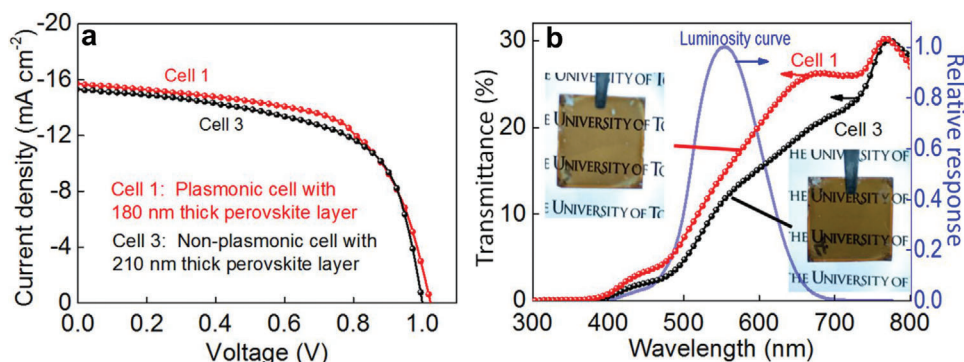 a
Current density (mA cm⁻²)
-20
-16
-12
-8
-4
0
Cell 1
Cell 3
Cell 1: Plasmonic cell with
180 nm thick perovskite layer
Cell 3: Non-plasmonic cell with
210 nm thick perovskite layer
0.0
0.2
0.4
0.6
0.8
1.0
Voltage (V)
b
Transmittance (%)
30
20
10
0
Luminosity curve
Cell 1
Cell 3
HE UNIVERSITY OF
E UNIVERSITY OF TO
E UNIVERSITY OF T
UNIVERSITY OF TO
HE UNIVERSITY OF
HE UNIVERSITY OF
HE UNIVERSITY OF
HE UNIVERSITY OF
300
400
500
600
700
800
Wavelength (nm)
1.0
0.8
0.6
0.4
0.2
0.0
Relative response